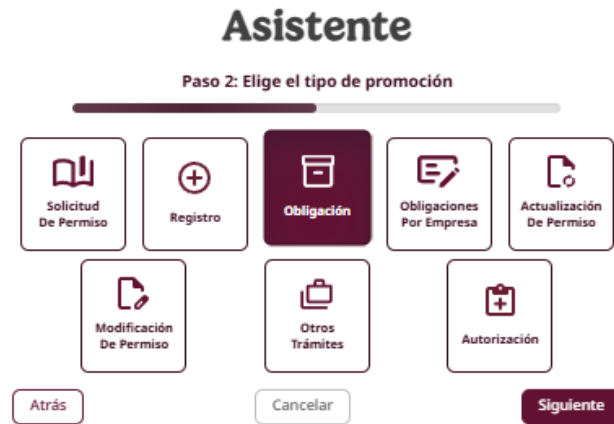 Asistente
Paso 2: Elige el tipo de promoción
Solicitud
De Permiso
Registro
Obligación
Obligaciones
Por Empresa
Actualización
De Permiso
Modificación
De Permiso
Otros
Trámites
Autorización
Atrás
Cancelar
Siguiente